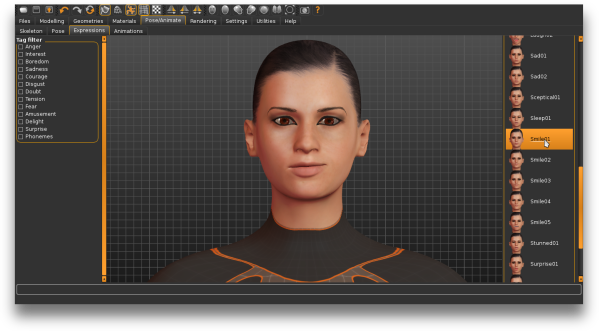 Files Modelling Geometries Materials Pose/Animate Rendering Settings Utilities Help
Skeleton Pose Expressions Animations
Tag filter
Anger
Interest
Boredom
Sadness
Courage
Disgust
Doubt
Tension
Fear
Amusement
Delight
Surprise
Phonemes
Sad01
Sad02
Sceptical01
Sleep01
Smile01
Smile02
Smile03
Smile04
Smile05
Stunned01
Surprise01